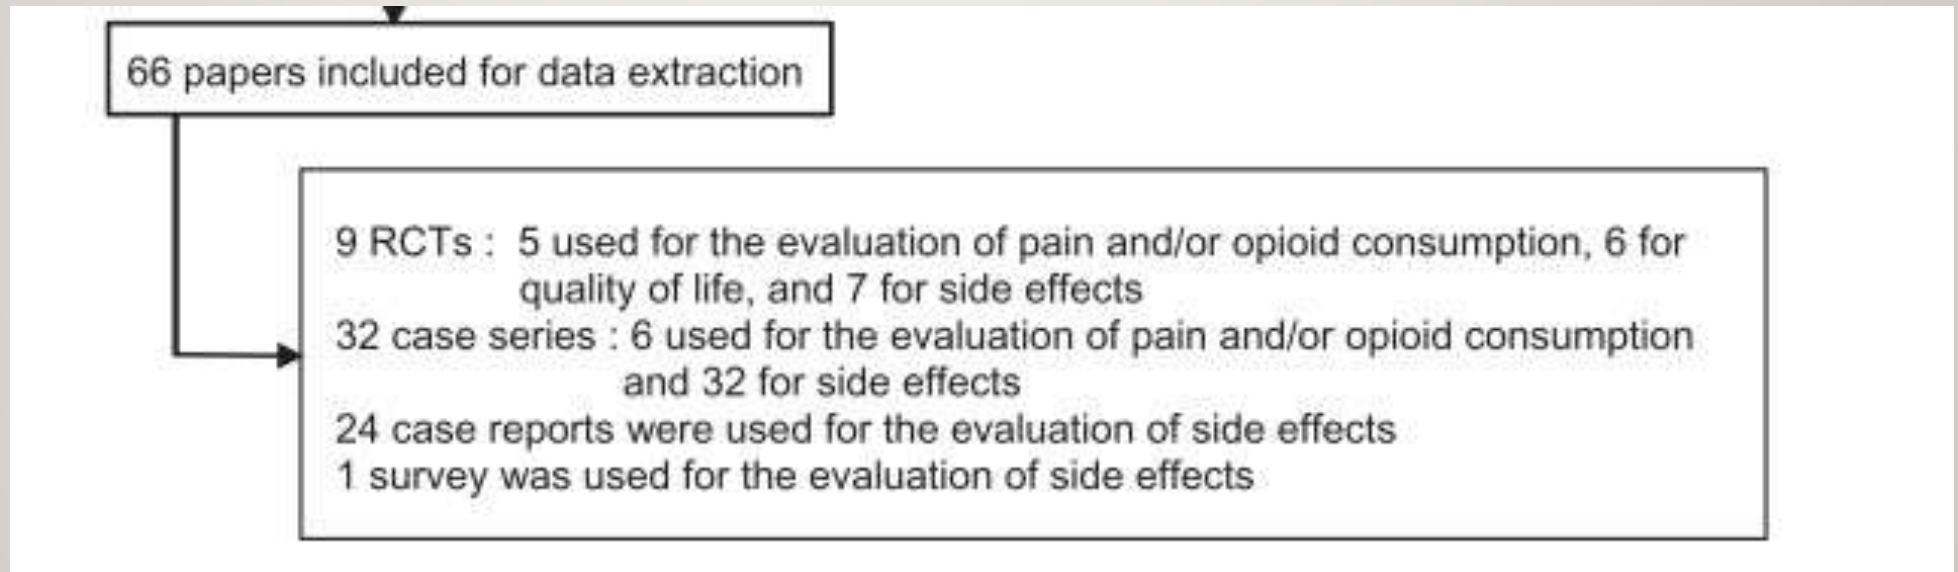 66 papers included for data extraction
9 RCTs : 5 used for the evaluation of pain and/or opioid consumption, 6 for
quality of life, and 7 for side effects
32 case series : 6 used for the evaluation of pain and/or opioid consumption
and 32 for side effects
24 case reports were used for the evaluation of side effects
1 survey was used for the evaluation of side effects